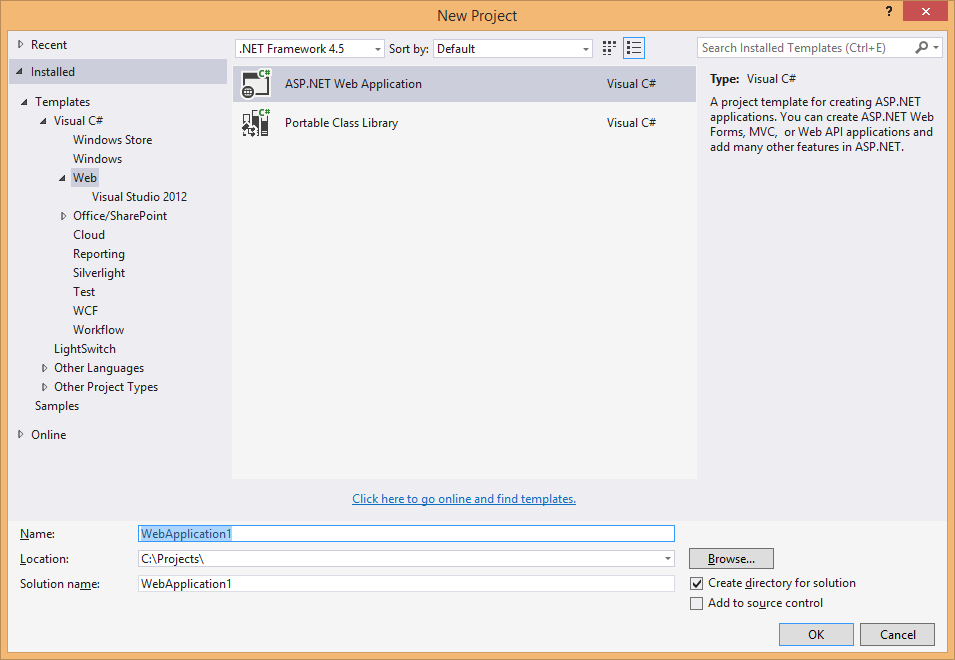 New Project
?
Recent
Installed
Templates
Visual C#
Windows Store
Windows
Web
Visual Studio 2012
Office/SharePoint
Cloud
Reporting
Silverlight
Test
WCF
Workflow
LightSwitch
Other Languages
Other Project Types
Samples
Online
.NET Framework 4.5 Sort by: Default
C# ASP.NET Web Application Visual C#
C# Portable Class Library Visual C#
Click here to go online and find templates.
Search Installed Templates (Ctrl+E)
Type: Visual C#
A project template for creating ASP.NET
applications. You can create ASP.NET Web
Forms, MVC, or Web API applications and
add many other features in ASP.NET.
Name: WebApplication1
Location: C:\Projects\ Browse...
Solution name: WebApplication1
Create directory for solution
Add to source control
OK Cancel